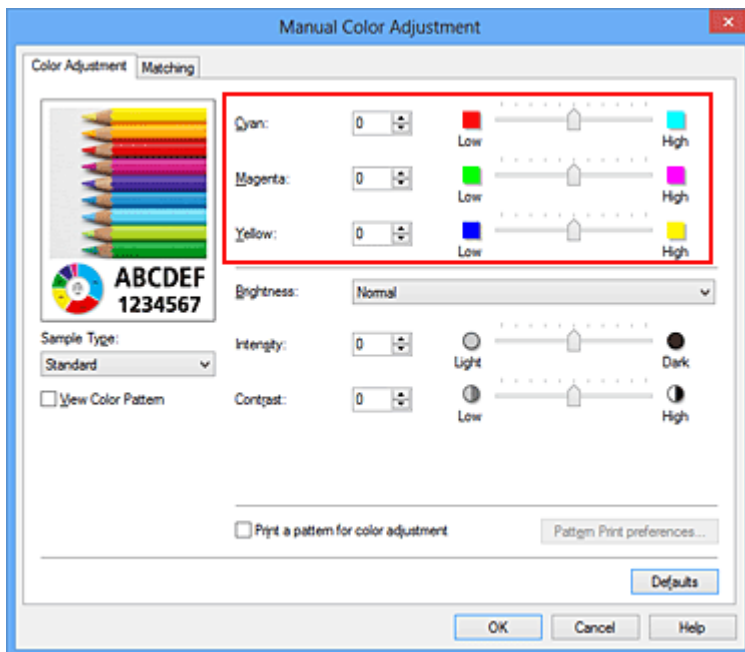 Manual Color Adjustment
Color Adjustment Matching
Cyan: 0 Low High
Magenta: 0 Low High
Yellow: 0 Low High
ABCDEF
1234567
Brightness: Normal
Sample Type:
Standard
Intensity: 0 Light Dark
View Color Pattern
Contrast: 0 Low High
Print a pattern for color adjustment Pattern Print preferences...
Defaults
OK Cancel Help